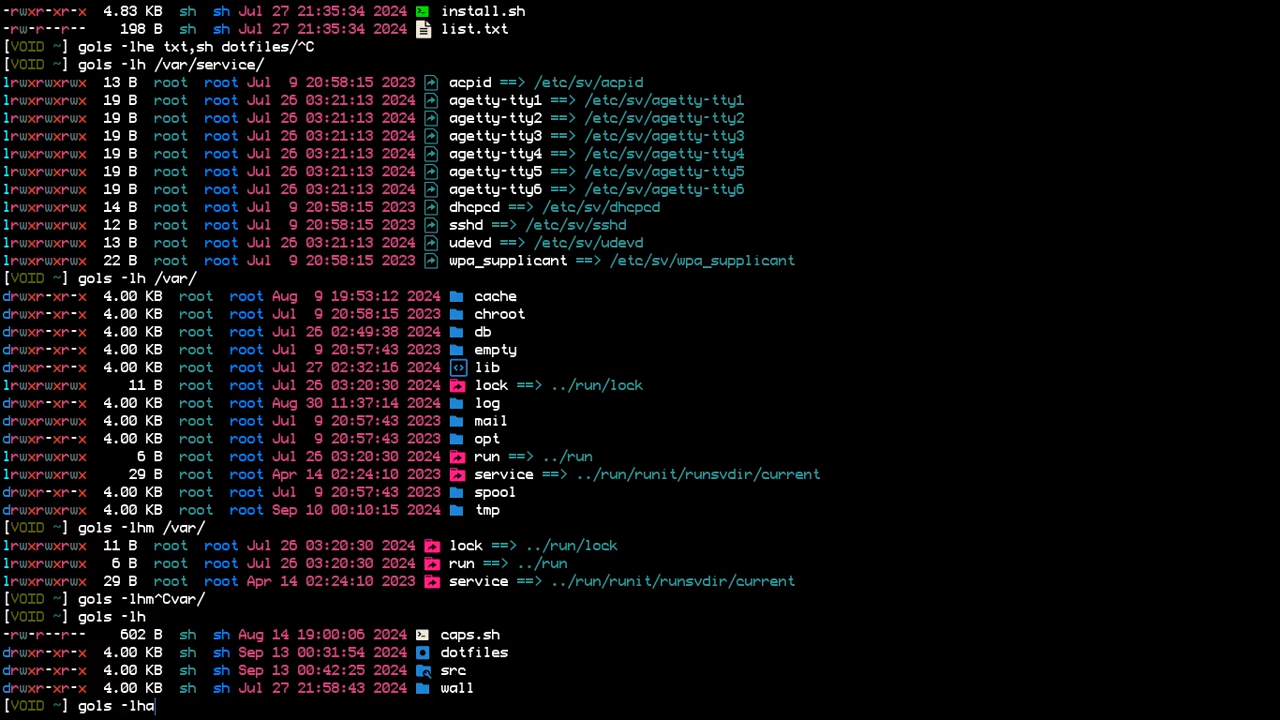 -rwxr-xr-x  4.83 KB  sh  sh Jul 27 21:35:34 2024 install.sh
-rw-r--r--  198 B  sh  sh Jul 27 21:35:34 2024 list.txt
[VOID ~] gols -lhe txt,sh dotfiles/^C
[VOID ~] gols -lh /var/service/
lrwxrwxrwx  13 B  root  root Jul  9 20:58:15 2023 acpid ==> /etc/sv/acpid
lrwxrwxrwx  19 B  root  root Jul 26 03:21:13 2024 agetty-tty1 ==> /etc/sv/agetty-tty1
lrwxrwxrwx  19 B  root  root Jul 26 03:21:13 2024 agetty-tty2 ==> /etc/sv/agetty-tty2
lrwxrwxrwx  19 B  root  root Jul 26 03:21:13 2024 agetty-tty3 ==> /etc/sv/agetty-tty3
lrwxrwxrwx  19 B  root  root Jul 26 03:21:13 2024 agetty-tty4 ==> /etc/sv/agetty-tty4
lrwxrwxrwx  19 B  root  root Jul 26 03:21:13 2024 agetty-tty5 ==> /etc/sv/agetty-tty5
lrwxrwxrwx  19 B  root  root Jul 26 03:21:13 2024 agetty-tty6 ==> /etc/sv/agetty-tty6
lrwxrwxrwx  14 B  root  root Jul  9 20:58:15 2023 dhcpcd ==> /etc/sv/dhcpcd
lrwxrwxrwx  12 B  root  root Jul  9 20:58:15 2023 sshd ==> /etc/sv/sshd
lrwxrwxrwx  13 B  root  root Jul 26 03:21:13 2024 udevd ==> /etc/sv/udevd
lrwxrwxrwx  22 B  root  root Jul  9 20:58:15 2023 wpa_supplicant ==> /etc/sv/wpa_supplicant
[VOID ~] gols -lh /var/
drwxr-xr-x  4.00 KB  root  root Aug  9 19:53:12 2024 cache
drwxr-xr-x  4.00 KB  root  root Jul  9 20:58:15 2023 chroot
drwxr-xr-x  4.00 KB  root  root Jul 26 02:49:38 2024 db
drwxr-xr-x  4.00 KB  root  root Jul  9 20:57:43 2023 empty
drwxr-xr-x  4.00 KB  root  root Jul 27 02:32:16 2024 lib
lrwxrwxrwx  11 B  root  root Jul 26 03:20:30 2024 lock ==> ../run/lock
drwxr-xr-x  4.00 KB  root  root Aug 30 11:37:14 2024 log
drwxr-xr-x  4.00 KB  root  root Jul  9 20:57:43 2023 mail
drwxr-xr-x  4.00 KB  root  root Jul  9 20:57:43 2023 opt
lrwxrwxrwx  6 B  root  root Jul 26 03:20:30 2024 run ==> ../run
lrwxrwxrwx  29 B  root  root Apr 14 02:24:10 2023 service ==> ../run/runit/runsvdir/current
drwxr-xr-x  4.00 KB  root  root Jul  9 20:57:43 2023 spool
drwxr-xr-x  4.00 KB  root  root Sep 10 00:10:15 2024 tmp
[VOID ~] gols -lhm /var/
lrwxrwxrwx  11 B  root  root Jul 26 03:20:30 2024 lock ==> ../run/lock
lrwxrwxrwx  6 B  root  root Jul 26 03:20:30 2024 run ==> ../run
lrwxrwxrwx  29 B  root  root Apr 14 02:24:10 2023 service ==> ../run/runit/runsvdir/current
[VOID ~] gols -lhm^Cvar/
[VOID ~] gols -lh
-rw-r--r--  602 B  sh  sh Aug 14 19:00:06 2024 caps.sh
drwxr-xr-x  4.00 KB  sh  sh Sep 13 00:31:54 2024 dotfiles
drwxr-xr-x  4.00 KB  sh  sh Sep 13 00:42:25 2024 src
drwxr-xr-x  4.00 KB  sh  sh Jul 27 21:58:43 2024 wall
[VOID ~] gols -lha